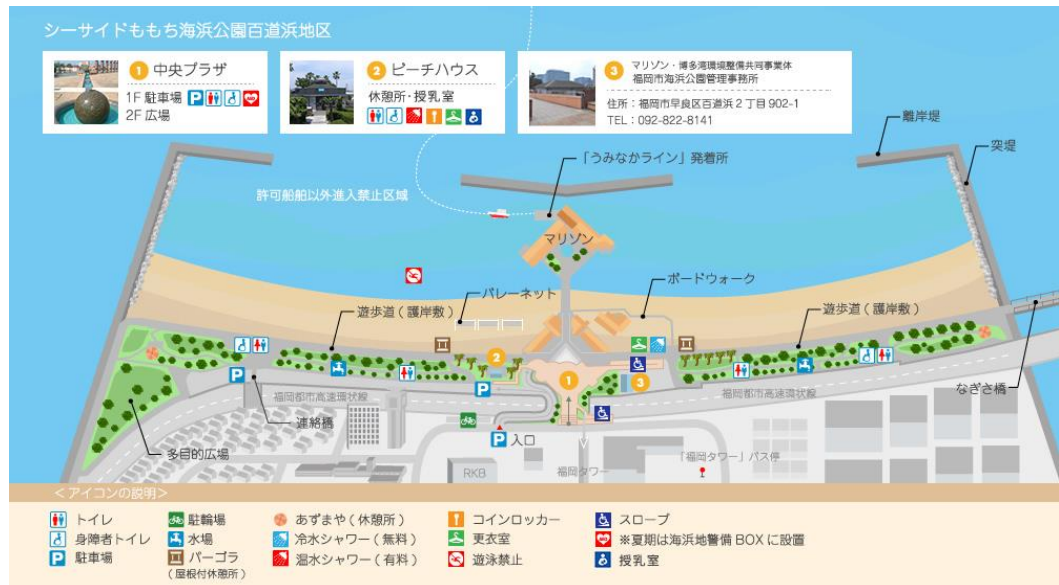 シーサイドももち海浜公園百道浜地区
1 中央プラザ
1F 駐車場 P
2F 広場
2 ビーチハウス
休憩所・授乳室
3 マリゾン・博多湾環境整備共同事業体
福岡市海浜公園管理事務所
住所：福岡市早良区百道浜2丁目902-1
TEL：092-822-8141
離岸堤
突堤
「うみなかライン」発着所
許可船舶以外進入禁止区域
マリゾン
ボードウォーク
バレーネット
遊歩道(護岸敷)
遊歩道(護岸敷)
2
1
3
P
P
なぎさ橋
福岡都市高速環状線
福岡都市高速環状線
連絡橋
多目的広場
P 入口
RKB
福岡タワー
「福岡タワー」バス停
<アイコンの説明>
トイレ
身障者トイレ
P 駐車場
駐輪場
水場
パーゴラ
(屋根付休憩所)
あずまや(休憩所)
冷水シャワー(無料)
温水シャワー(有料)
コインロッカー
更衣室
遊泳禁止
スロープ
※夏期は海浜地警備BOXに設置
授乳室